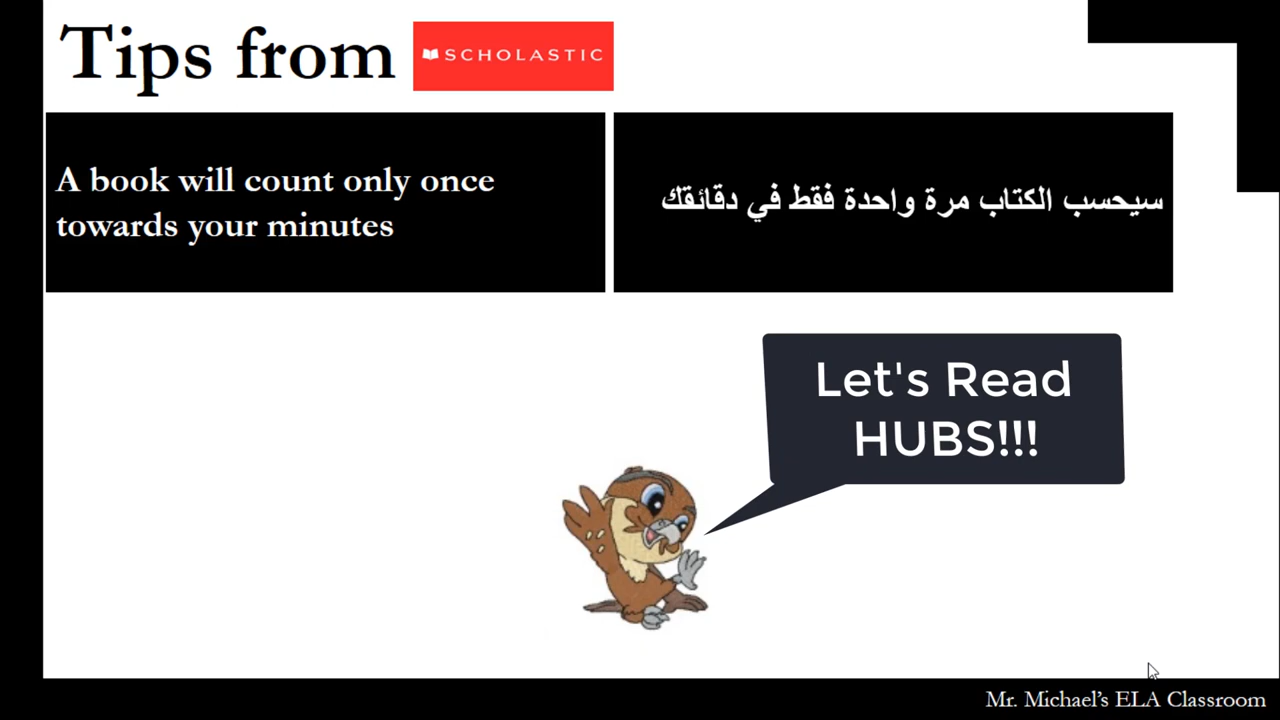 Tips from
SCHOLASTIC
A book will count only once
towards your minutes
سيحسب الكتاب مرة واحدة فقط في دقائقك
Let's Read
HUBS!!!
Mr. Michael's ELA Classroom